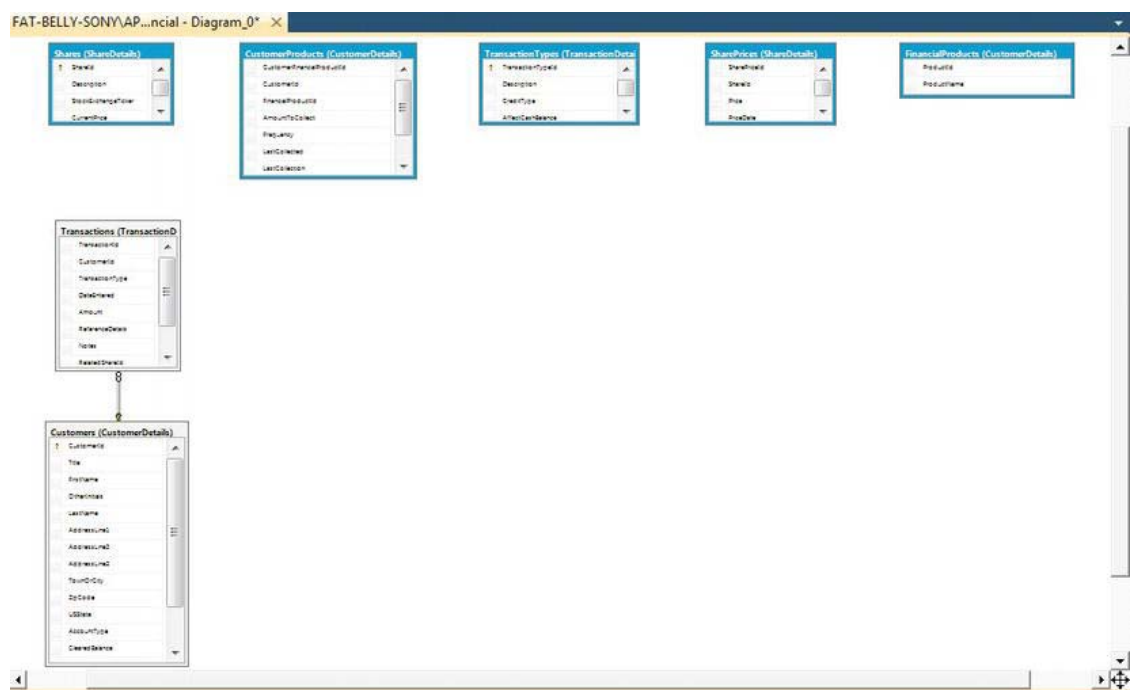 FAT-BELLY-SONY\AP...ncial - Diagram_0*
Shares (ShareDetails)
ShareId
Description
StockExchangeTicker
CurrentPrice
CustomerProducts (CustomerDetails)
CustomerFinancialProductId
CustomerId
FinancialProductId
AmountToCollect
Frequency
LastCollected
LastCollection
TransactionTypes (TransactionDetai
TransactionTypeId
Description
CreditType
AffectCashBalance
SharePrices (ShareDetails)
SharePriceId
ShareId
Price
PriceDate
FinancialProducts (CustomerDetails)
ProductId
ProductName
Transactions (TransactionD
TransactionId
CustomerId
TransactionType
DateEntered
Amount
ReferenceDetails
Notes
RelatedShareId
Customers (CustomerDetails)
CustomerId
Title
FirstName
OtherInitials
LastName
AddressLine1
AddressLine3
AddressLine2
TownOrCity
ZipCode
USState
AccountType
ClearedBalance